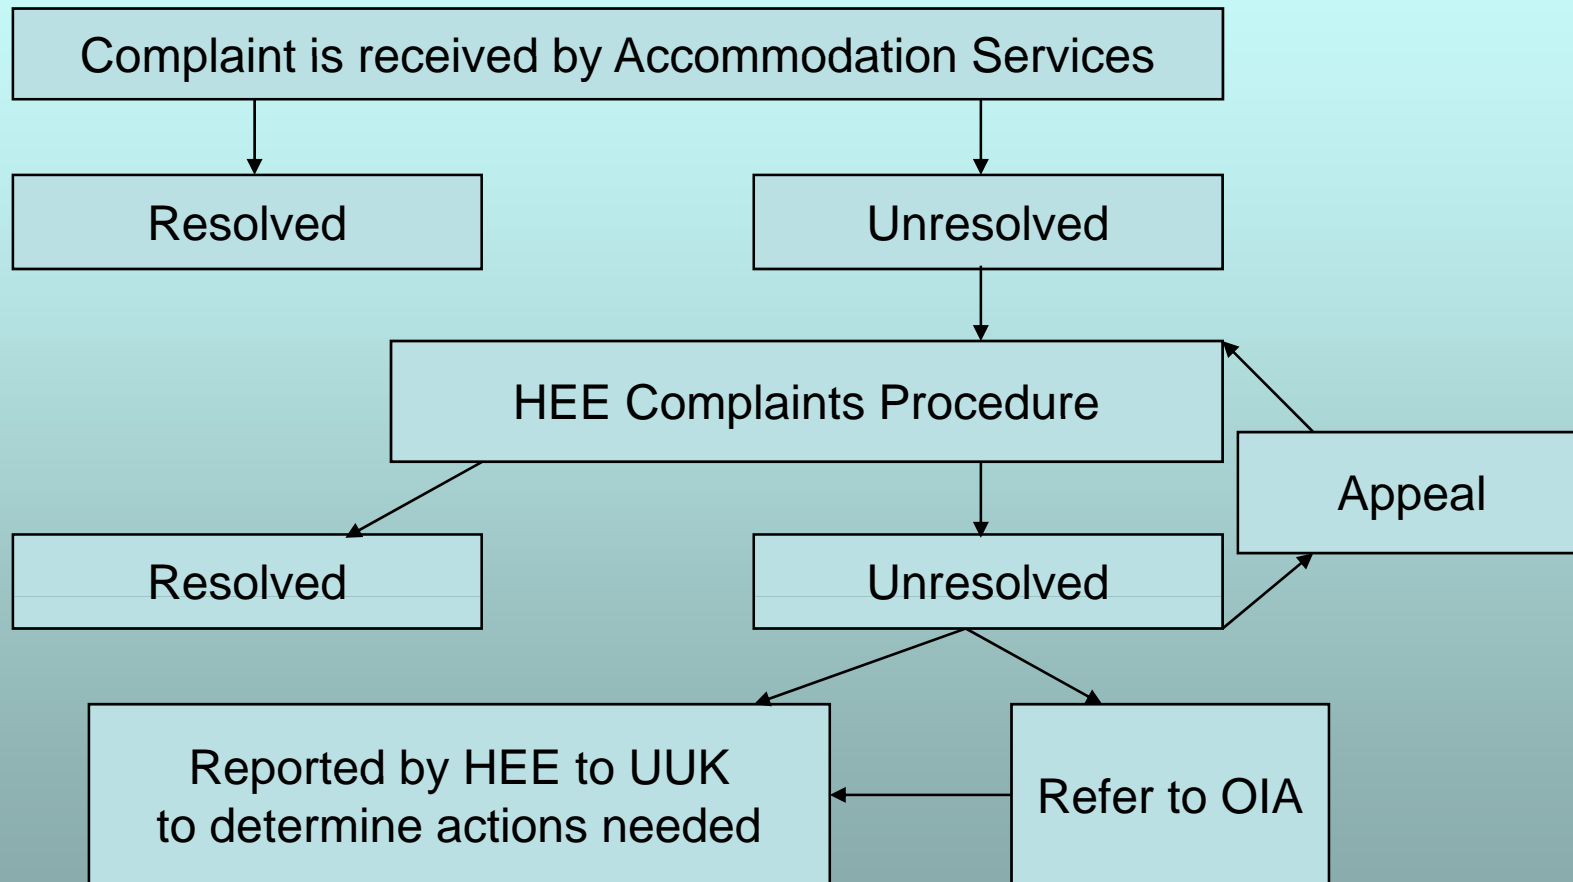 Complaint is received by Accommodation Services
Resolved
Unresolved
HEE Complaints Procedure
Appeal
Resolved
Unresolved
Reported by HEE to UUK
to determine actions needed
Refer to OIA